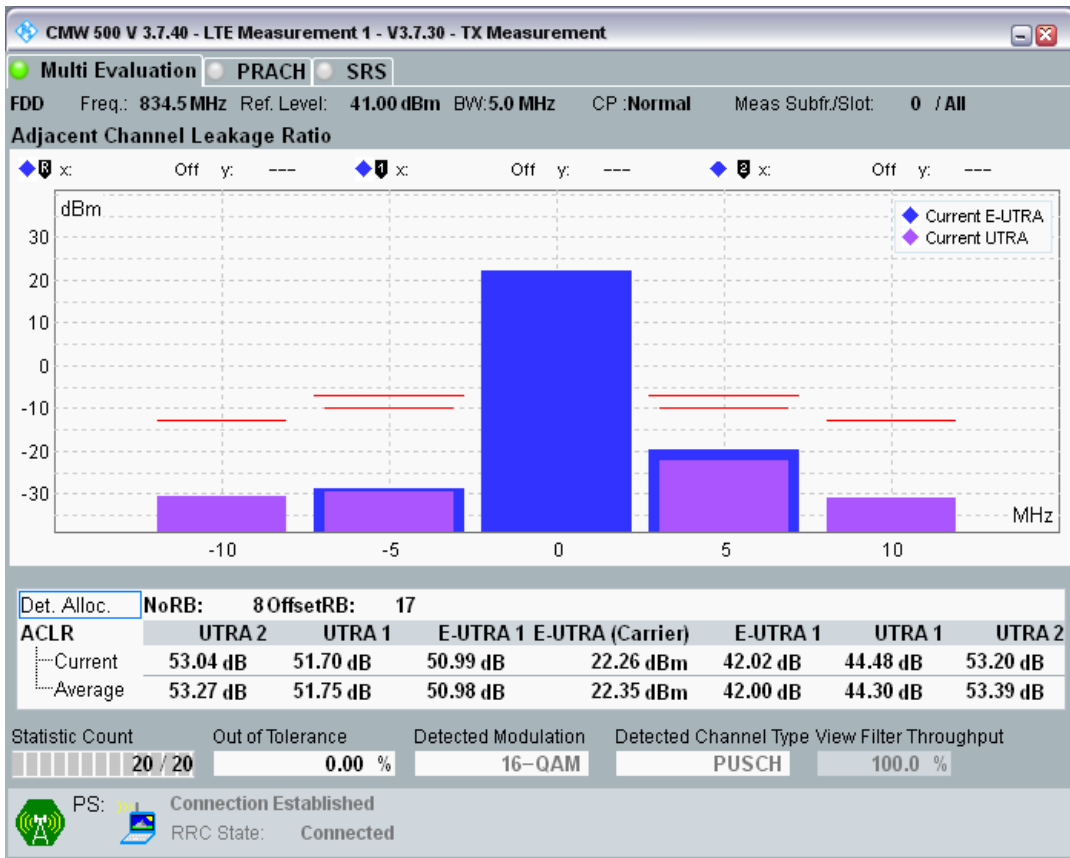 CMW 500 V 3.7.40 - LTE Measurement 1 - V3.7.30 - TX Measurement
Multi Evaluation PRACH SRS
FDD Freq.: 834.5 MHz Ref. Level: 41.00 dBm BW:5.0 MHz CP :Normal Meas Subfr./Slot: 0 / All
Adjacent Channel Leakage Ratio
R x: Off y: --- 1 x: Off y: --- 2 x: Off y: ---
dBm
Current E-UTRA
Current UTRA
30
20
10
0
-10
-20
-30
MHz
-10 -5 0 5 10
Det. Alloc. NoRB: 8 OffsetRB: 17
ACLR UTRA 2 UTRA 1 E-UTRA 1 E-UTRA (Carrier) E-UTRA 1 UTRA 1 UTRA 2
Current 53.04 dB 51.70 dB 50.99 dB 22.26 dBm 42.02 dB 44.48 dB 53.20 dB
Average 53.27 dB 51.75 dB 50.98 dB 22.35 dBm 42.00 dB 44.30 dB 53.39 dB
Statistic Count Out of Tolerance Detected Modulation Detected Channel Type View Filter Throughput
20 / 20 0.00 % 16-QAM PUSCH 100.0 %
PS: Connection Established
RRC State: Connected